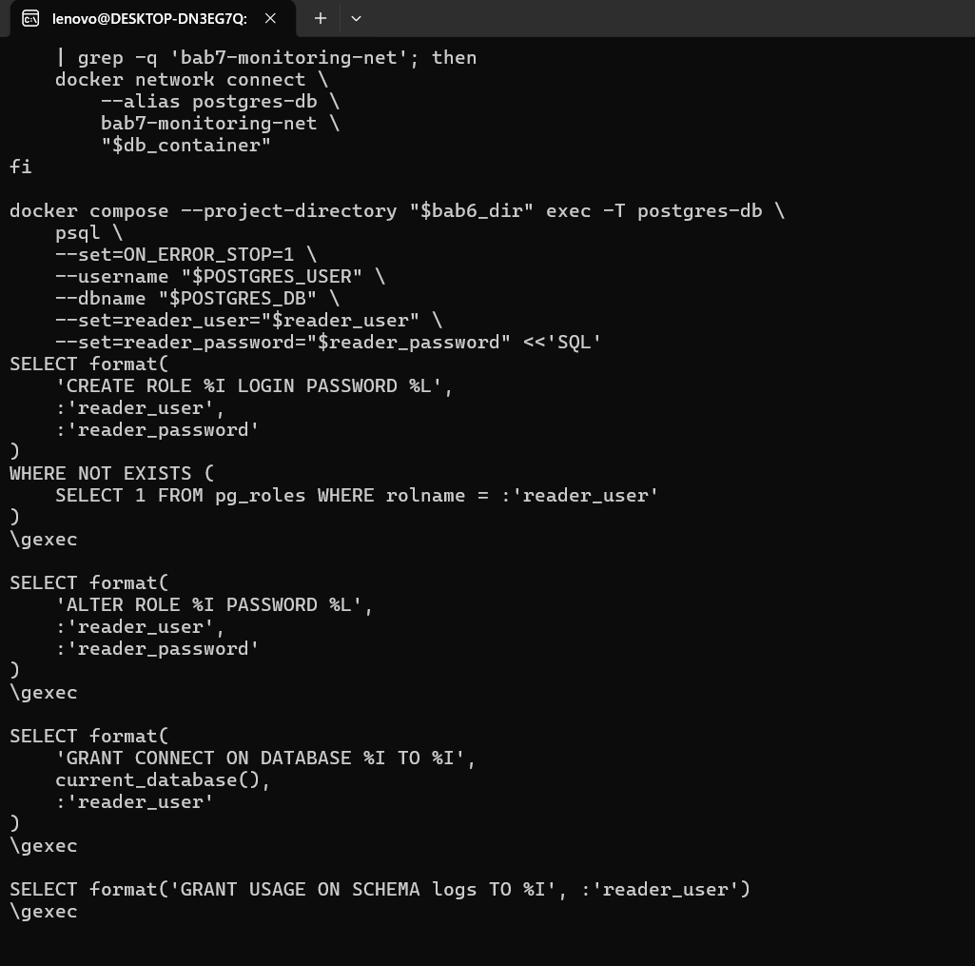 lenovo@DESKTOP-DN3EG7Q:
    | grep -q 'bab7-monitoring-net'; then
    docker network connect \
        --alias postgres-db \
        bab7-monitoring-net \
        "$db_container"
fi

docker compose --project-directory "$bab6_dir" exec -T postgres-db \
    psql \
    --set=ON_ERROR_STOP=1 \
    --username "$POSTGRES_USER" \
    --dbname "$POSTGRES_DB" \
    --set=reader_user="$reader_user" \
    --set=reader_password="$reader_password" <<'SQL'
SELECT format(
    'CREATE ROLE %I LOGIN PASSWORD %L',
    :'reader_user',
    :'reader_password'
)
WHERE NOT EXISTS (
    SELECT 1 FROM pg_roles WHERE rolname = :'reader_user'
)
\gexec

SELECT format(
    'ALTER ROLE %I PASSWORD %L',
    :'reader_user',
    :'reader_password'
)
\gexec

SELECT format(
    'GRANT CONNECT ON DATABASE %I TO %I',
    current_database(),
    :'reader_user'
)
\gexec

SELECT format('GRANT USAGE ON SCHEMA logs TO %I', :'reader_user')
\gexec